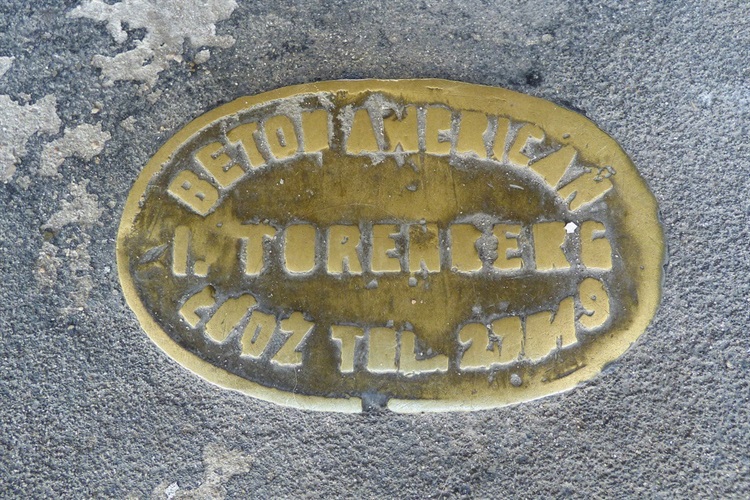 BETON AMERICAN
I. TORENBERG
ŁÓDŹ TEL.